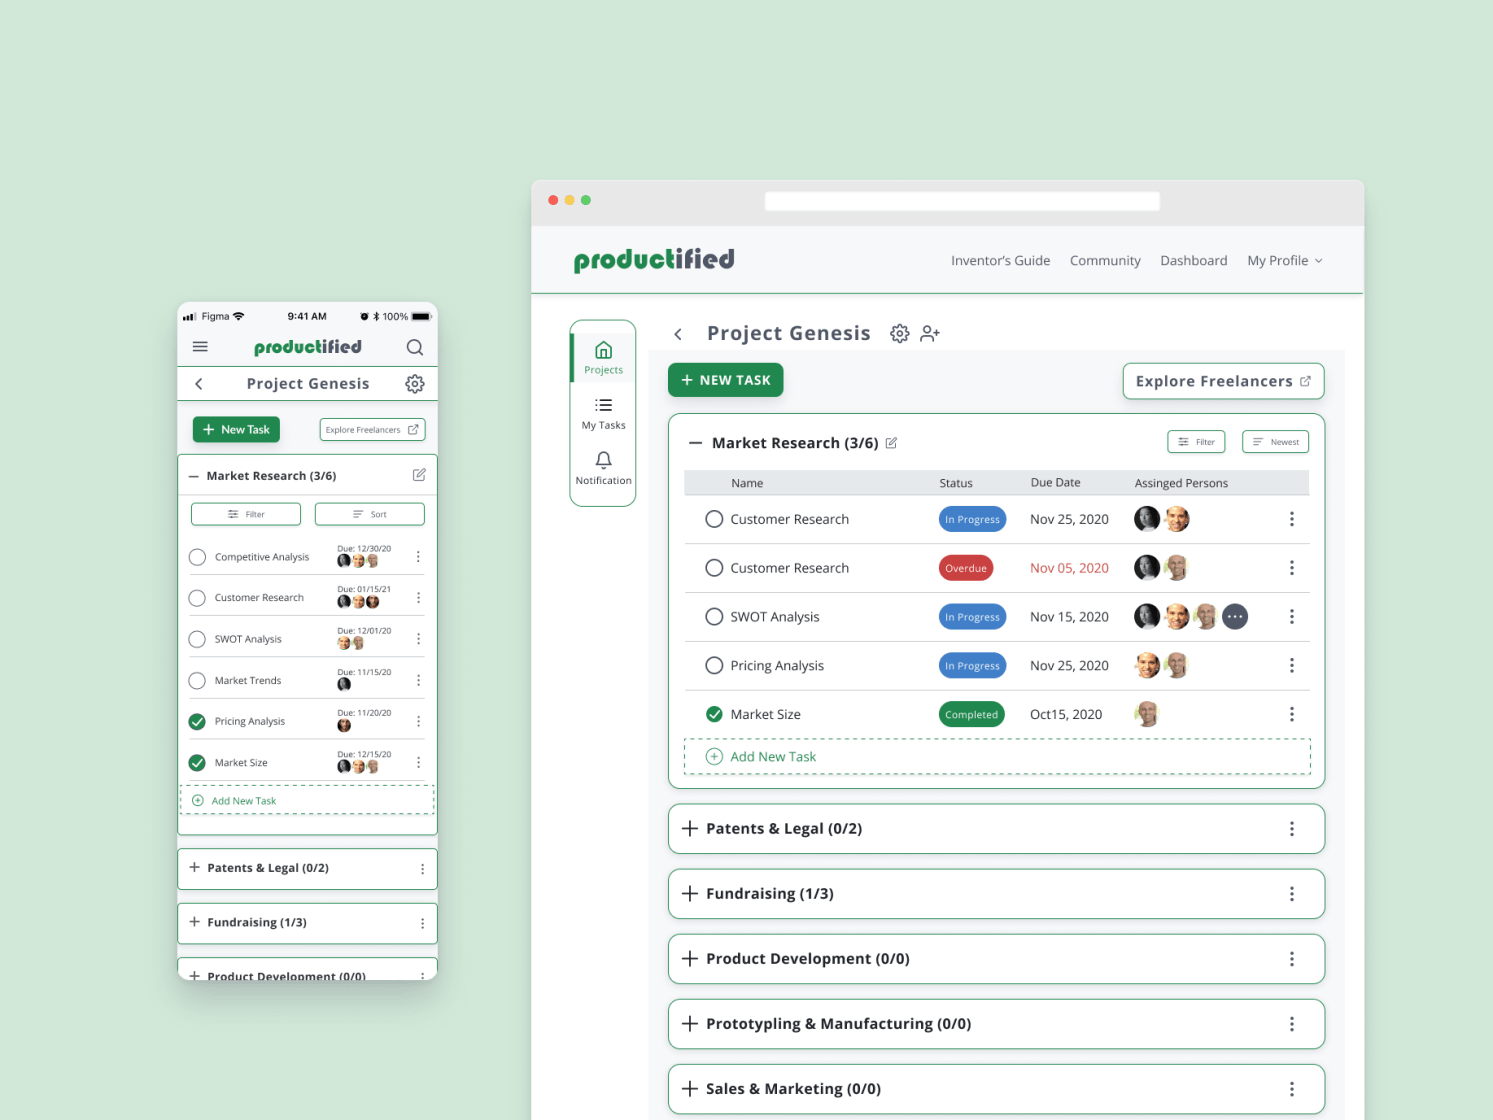 Figma 9:41 AM 100%
productified
Project Genesis
+ New Task Explore Freelancers
Market Research (3/6)
Filter Sort
Competitive Analysis Due: 12/30/20
Customer Research Due: 01/15/21
SWOT Analysis Due: 12/01/20
Market Trends Due: 11/15/20
Pricing Analysis Due: 11/20/20
Market Size Due: 12/15/20
Add New Task
+ Patents & Legal (0/2)
+ Fundraising (1/3)
+ Product Development (0/0)
productified Inventor's Guide Community Dashboard My Profile
Projects
My Tasks
Notification
Project Genesis
+ NEW TASK Explore Freelancers
Market Research (3/6) Filter Newest
Name Status Due Date Assinged Persons
Customer Research In Progress Nov 25, 2020
Customer Research Overdue Nov 05, 2020
SWOT Analysis In Progress Nov 15, 2020
Pricing Analysis In Progress Nov 25, 2020
Market Size Completed Oct15, 2020
Add New Task
+ Patents & Legal (0/2)
+ Fundraising (1/3)
+ Product Development (0/0)
+ Prototypling & Manufacturing (0/0)
+ Sales & Marketing (0/0)